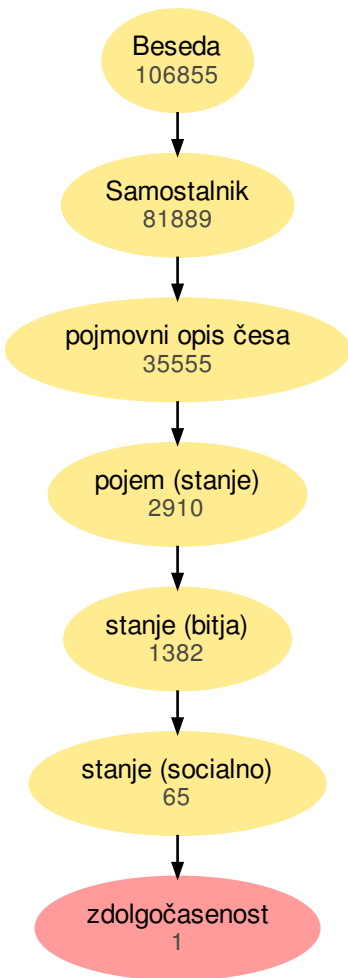 Beseda
106855
Samostalnik
81889
pojmovni opis česa
35555
pojem (stanje)
2910
stanje (bitja)
1382
stanje (socialno)
65
zdolgočasenost
1